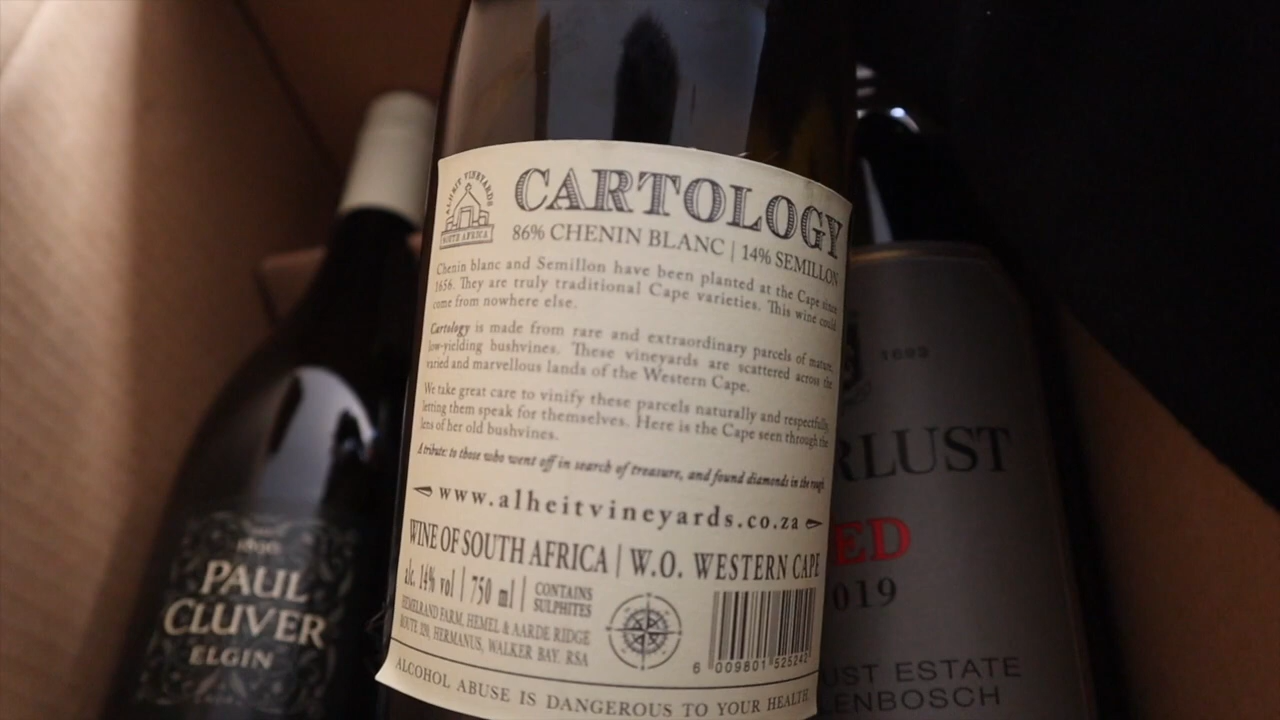 ALHEIT VINEYARDS
SOUTH AFRICA
CARTOLOGY
86% CHENIN BLANC | 14% SEMILLON
Chenin blanc and Semillon have been planted at the Cape since
1656. They are truly traditional Cape varieties. This wine could
come from nowhere else.
Cartology is made from rare and extraordinary parcels of mature,
low-yielding bushvines. These vineyards are scattered across the
varied and marvellous lands of the Western Cape.
We take great care to vinify these parcels naturally and respectfully,
letting them speak for themselves. Here is the Cape seen through the
lens of her old bushvines.
A tribute: to those who went off in search of treasure, and found diamonds in the rough.
www.alheitvineyards.co.za
WINE OF SOUTH AFRICA | W.O. WESTERN CAPE
alc. 14% vol | 750 ml | CONTAINS
SULPHITES
HEMELRAND FARM, HEMEL & AARDE RIDGE
ROUTE 320, HERMANUS, WALKER BAY, RSA
6 009801 525242
ALCOHOL ABUSE IS DANGEROUS TO YOUR HEALTH.
PAUL
CLUVER
ELGIN
1693
RLUST
ED
019
UST ESTATE
LENBOSCH